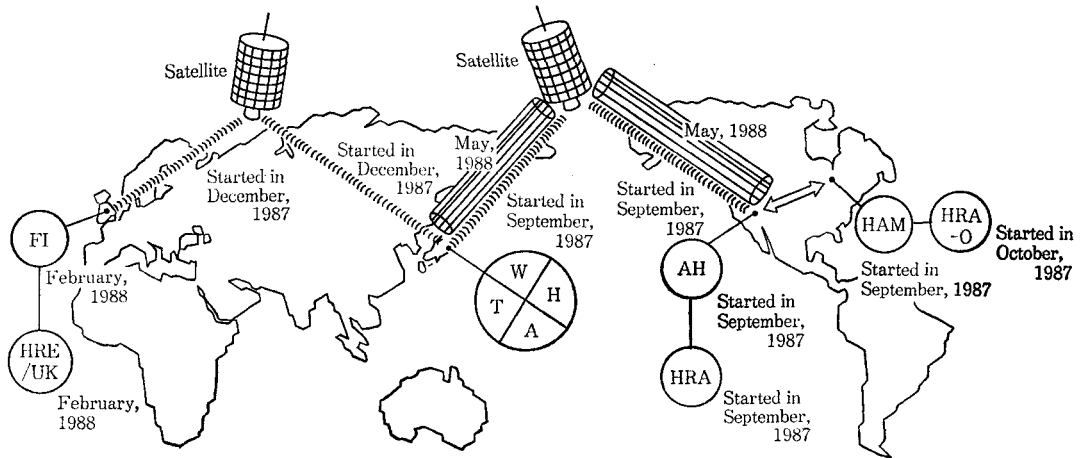 Satellite
Satellite
May,
1988
May, 1988
Started in
December,
1987
Started in
December,
1987
Started in
September,
1987
Started in
September,
1987
FI
February,
1988
HRE
/UK
February,
1988
W
H
T
A
AH
Started in
September,
1987
HRA
Started in
September,
1987
HAM
Started in
September, 1987
HRA
-O
Started in
October,
1987